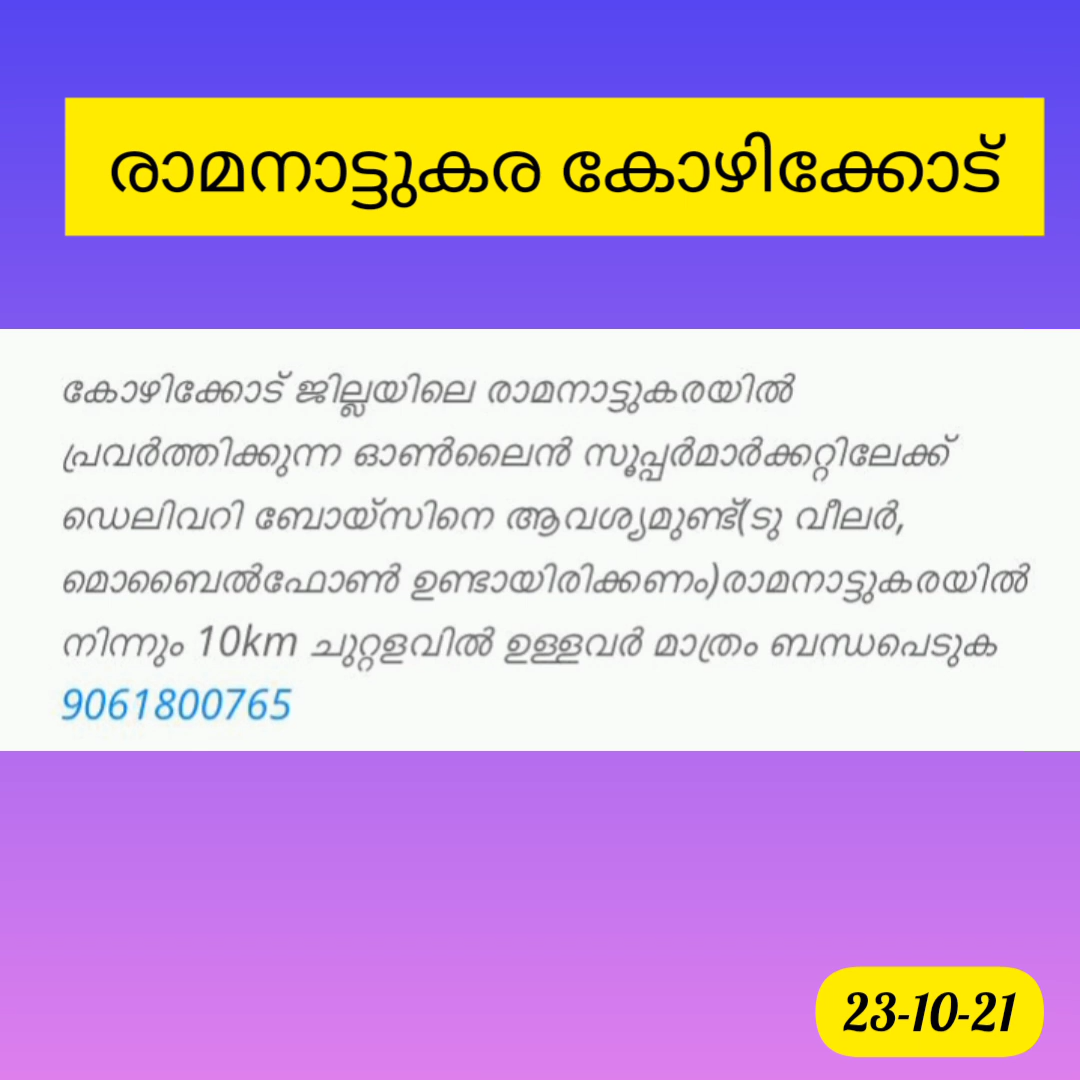 രാമനാട്ടുകര കോഴിക്കോട്
കോഴിക്കോട് ജില്ലയിലെ രാമനാട്ടുകരയിൽ
പ്രവർത്തിക്കുന്ന ഓൺലൈൻ സൂപ്പർമാർക്കറ്റിലേക്ക്
ഡെലിവറി ബോയ്സിനെ ആവശ്യമുണ്ട്(ടു വീലർ,
മൊബൈൽഫോൺ ഉണ്ടായിരിക്കണം)രാമനാട്ടുകരയിൽ
നിന്നും 10km ചുറ്റളവിൽ ഉള്ളവർ മാത്രം ബന്ധപെടുക
9061800765
23-10-21